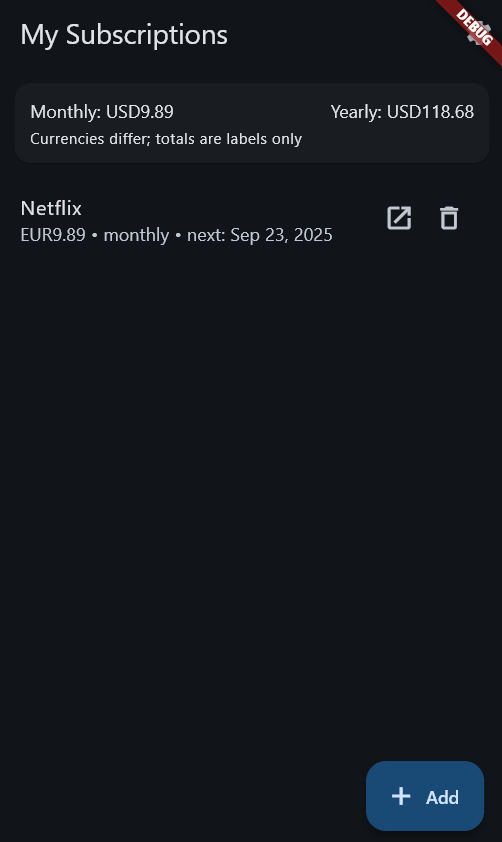 My Subscriptions
DEBUG
Monthly: USD9.89
Yearly: USD118.68
Currencies differ; totals are labels only
Netflix
EUR9.89 • monthly • next: Sep 23, 2025
+ Add